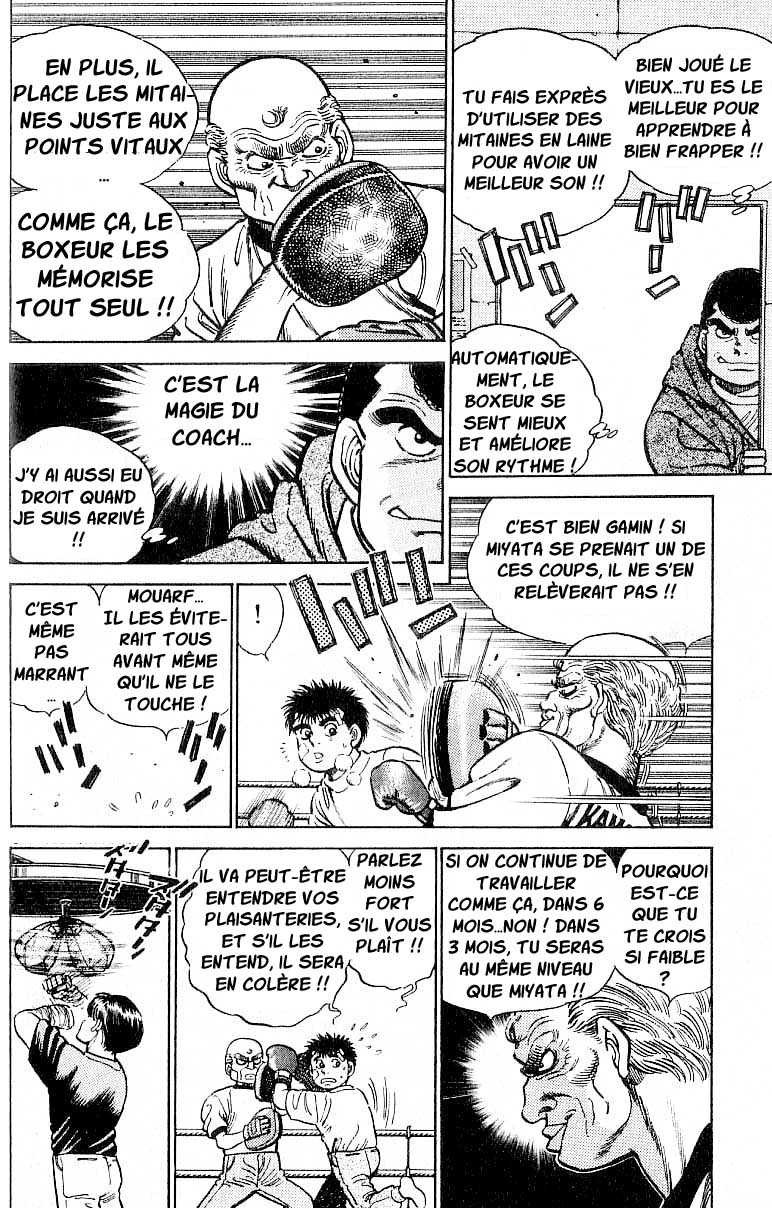 BIEN JOUÉ LE
VIEUX...TU ES LE
MEILLEUR POUR
APPRENDRE À
BIEN FRAPPER !!
TU FAIS EXPRÈS
D'UTILISER DES
MITAINES EN LAINE
POUR AVOIR UN
MEILLEUR SON !!
AUTOMATIQUE-
MENT, LE
BOXEUR SE
SENT MIEUX
ET AMÉLIORE
SON RYTHME !
EN PLUS, IL
PLACE LES MITAI-
NES JUSTE AUX
POINTS VITAUX
...
COMME ÇA, LE
BOXEUR LES
MÉMORISE
TOUT SEUL !!
C'EST LA
MAGIE DU
COACH...
J'Y AI AUSSI EU
DROIT QUAND
JE SUIS ARRIVÉ
!!
C'EST BIEN GAMIN ! SI
MIYATA SE PRENAIT UN DE
CES COUPS, IL NE S'EN
RELÈVERAIT PAS !!
!
KAM
MOUARF...
IL LES ÉVITE-
RAIT TOUS
AVANT MÊME
QU'IL NE LE
TOUCHE !
C'EST
MÊME
PAS
MARRANT
...
POURQUOI
EST-CE
QUE TU
TE CROIS
SI FAIBLE
?
SI ON CONTINUE DE
TRAVAILLER
COMME ÇA, DANS 6
MOIS...NON ! DANS
3 MOIS, TU SERAS
AU MÊME NIVEAU
QUE MIYATA !!
PARLEZ
MOINS
FORT
S'IL VOUS
PLAÎT !!
IL VA PEUT-ÊTRE
ENTENDRE VOS
PLAISANTERIES,
ET S'IL LES
ENTEND, IL SERA
EN COLÈRE !!